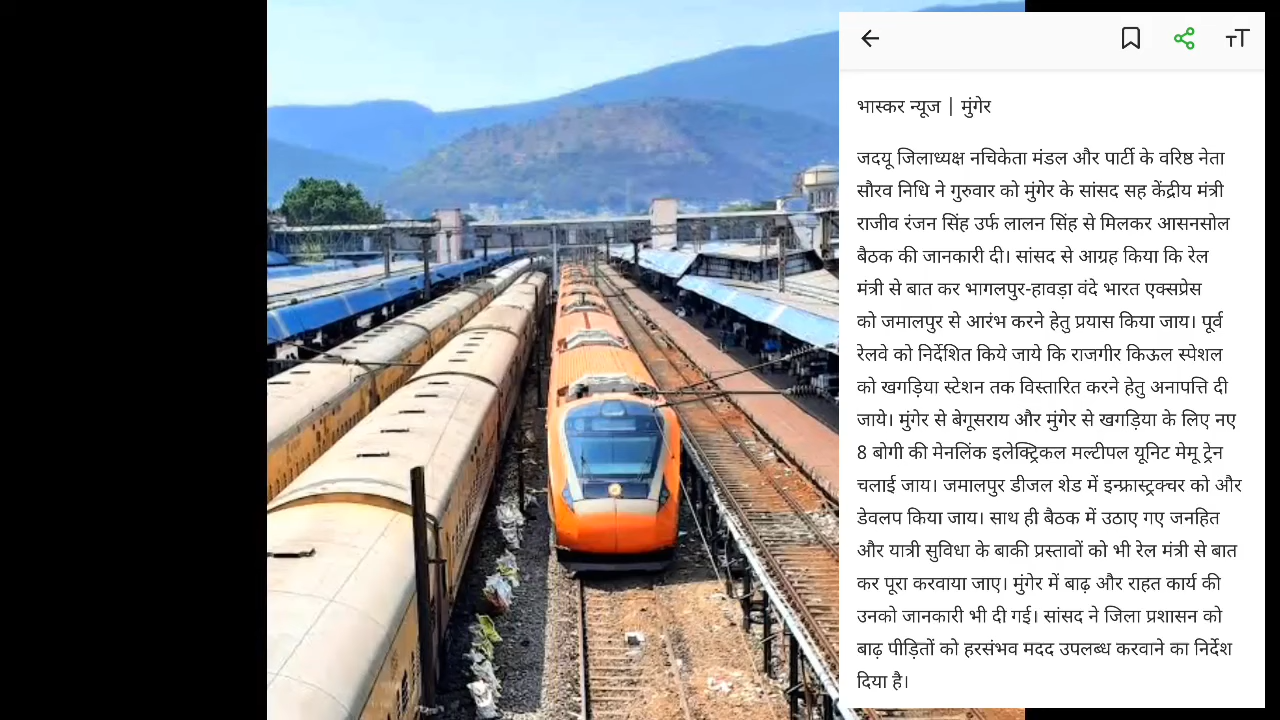 भास्कर न्यूज | मुंगेर
जदयू जिलाध्यक्ष नचिकेता मंडल और पार्टी के वरिष्ठ नेता
सौरव निधि ने गुरुवार को मुंगेर के सांसद सह केंद्रीय मंत्री
राजीव रंजन सिंह उर्फ लालन सिंह से मिलकर आसनसोल
बैठक की जानकारी दी। सांसद से आग्रह किया कि रेल
मंत्री से बात कर भागलपुर-हावड़ा वंदे भारत एक्सप्रेस
को जमालपुर से आरंभ करने हेतु प्रयास किया जाय। पूर्व
रेलवे को निर्देशित किये जाये कि राजगीर किऊल स्पेशल
को खगड़िया स्टेशन तक विस्तारित करने हेतु अनापत्ति दी
जाये। मुंगेर से बेगूसराय और मुंगेर से खगड़िया के लिए नए
8 बोगी की मेनलिंक इलेक्ट्रिकल मल्टीपल यूनिट मेमू ट्रेन
चलाई जाय। जमालपुर डीजल शेड में इन्फ्रास्ट्रक्चर को और
डेवलप किया जाय। साथ ही बैठक में उठाए गए जनहित
और यात्री सुविधा के बाकी प्रस्तावों को भी रेल मंत्री से बात
कर पूरा करवाया जाए। मुंगेर में बाढ़ और राहत कार्य की
उनको जानकारी भी दी गई। सांसद ने जिला प्रशासन को
बाढ़ पीड़ितों को हरसंभव मदद उपलब्ध करवाने का निर्देश
दिया है।